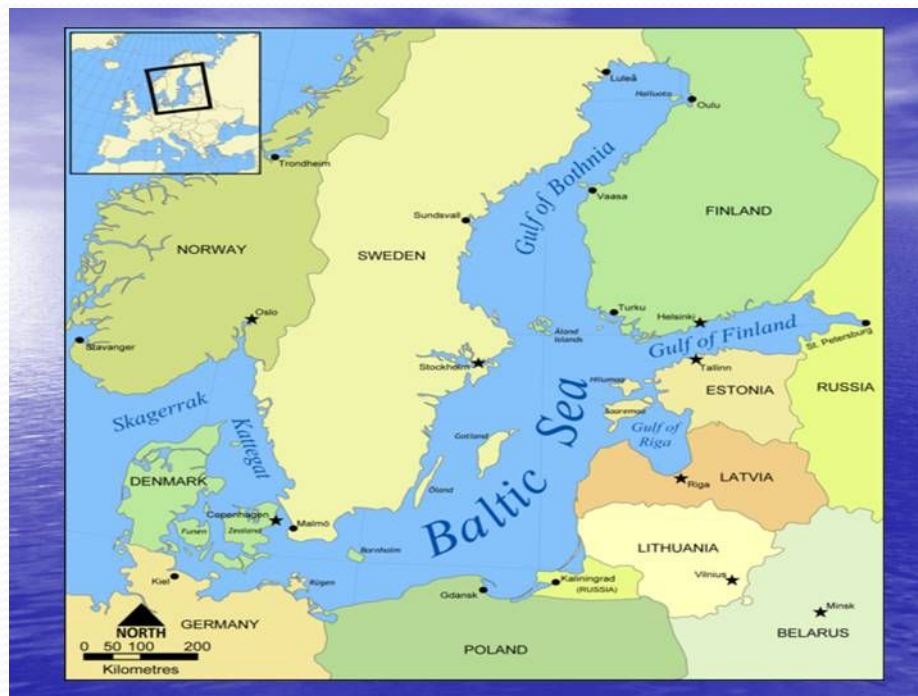 Luleå
Hailuoto
Oulu
Trondheim
Gulf of Bothnia
Vaasa
Sundsvall
FINLAND
NORWAY
SWEDEN
Oslo
Turku
Helsinki
Åland
Islands
Gulf of Finland
St. Petersburg
Stavanger
Stockholm
Tallinn
Hiiumaa
ESTONIA
RUSSIA
Skagerrak
Saaremaa
Kattegat
Gotland
Gulf of
Riga
Baltic Sea
DENMARK
Riga
LATVIA
Öland
Copenhagen
Malmö
Funen
Zealand
LITHUANIA
Bornholm
Kiel
Rügen
Kaliningrad
(RUSSIA)
Vilnius
Gdansk
Minsk
NORTH
GERMANY
BELARUS
0 50 100 200
Kilometres
POLAND